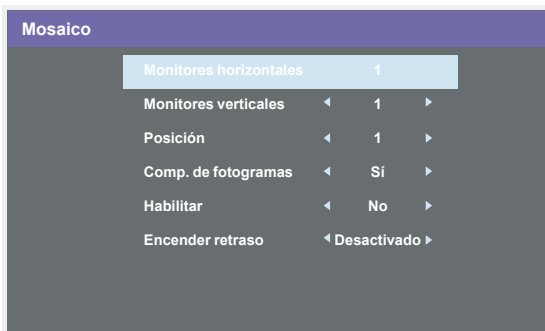 Mosaico
Monitores horizontales 1
Monitores verticales 1
Posición 1
Comp. de fotogramas Sí
Habilitar No
Encender retraso Desactivado